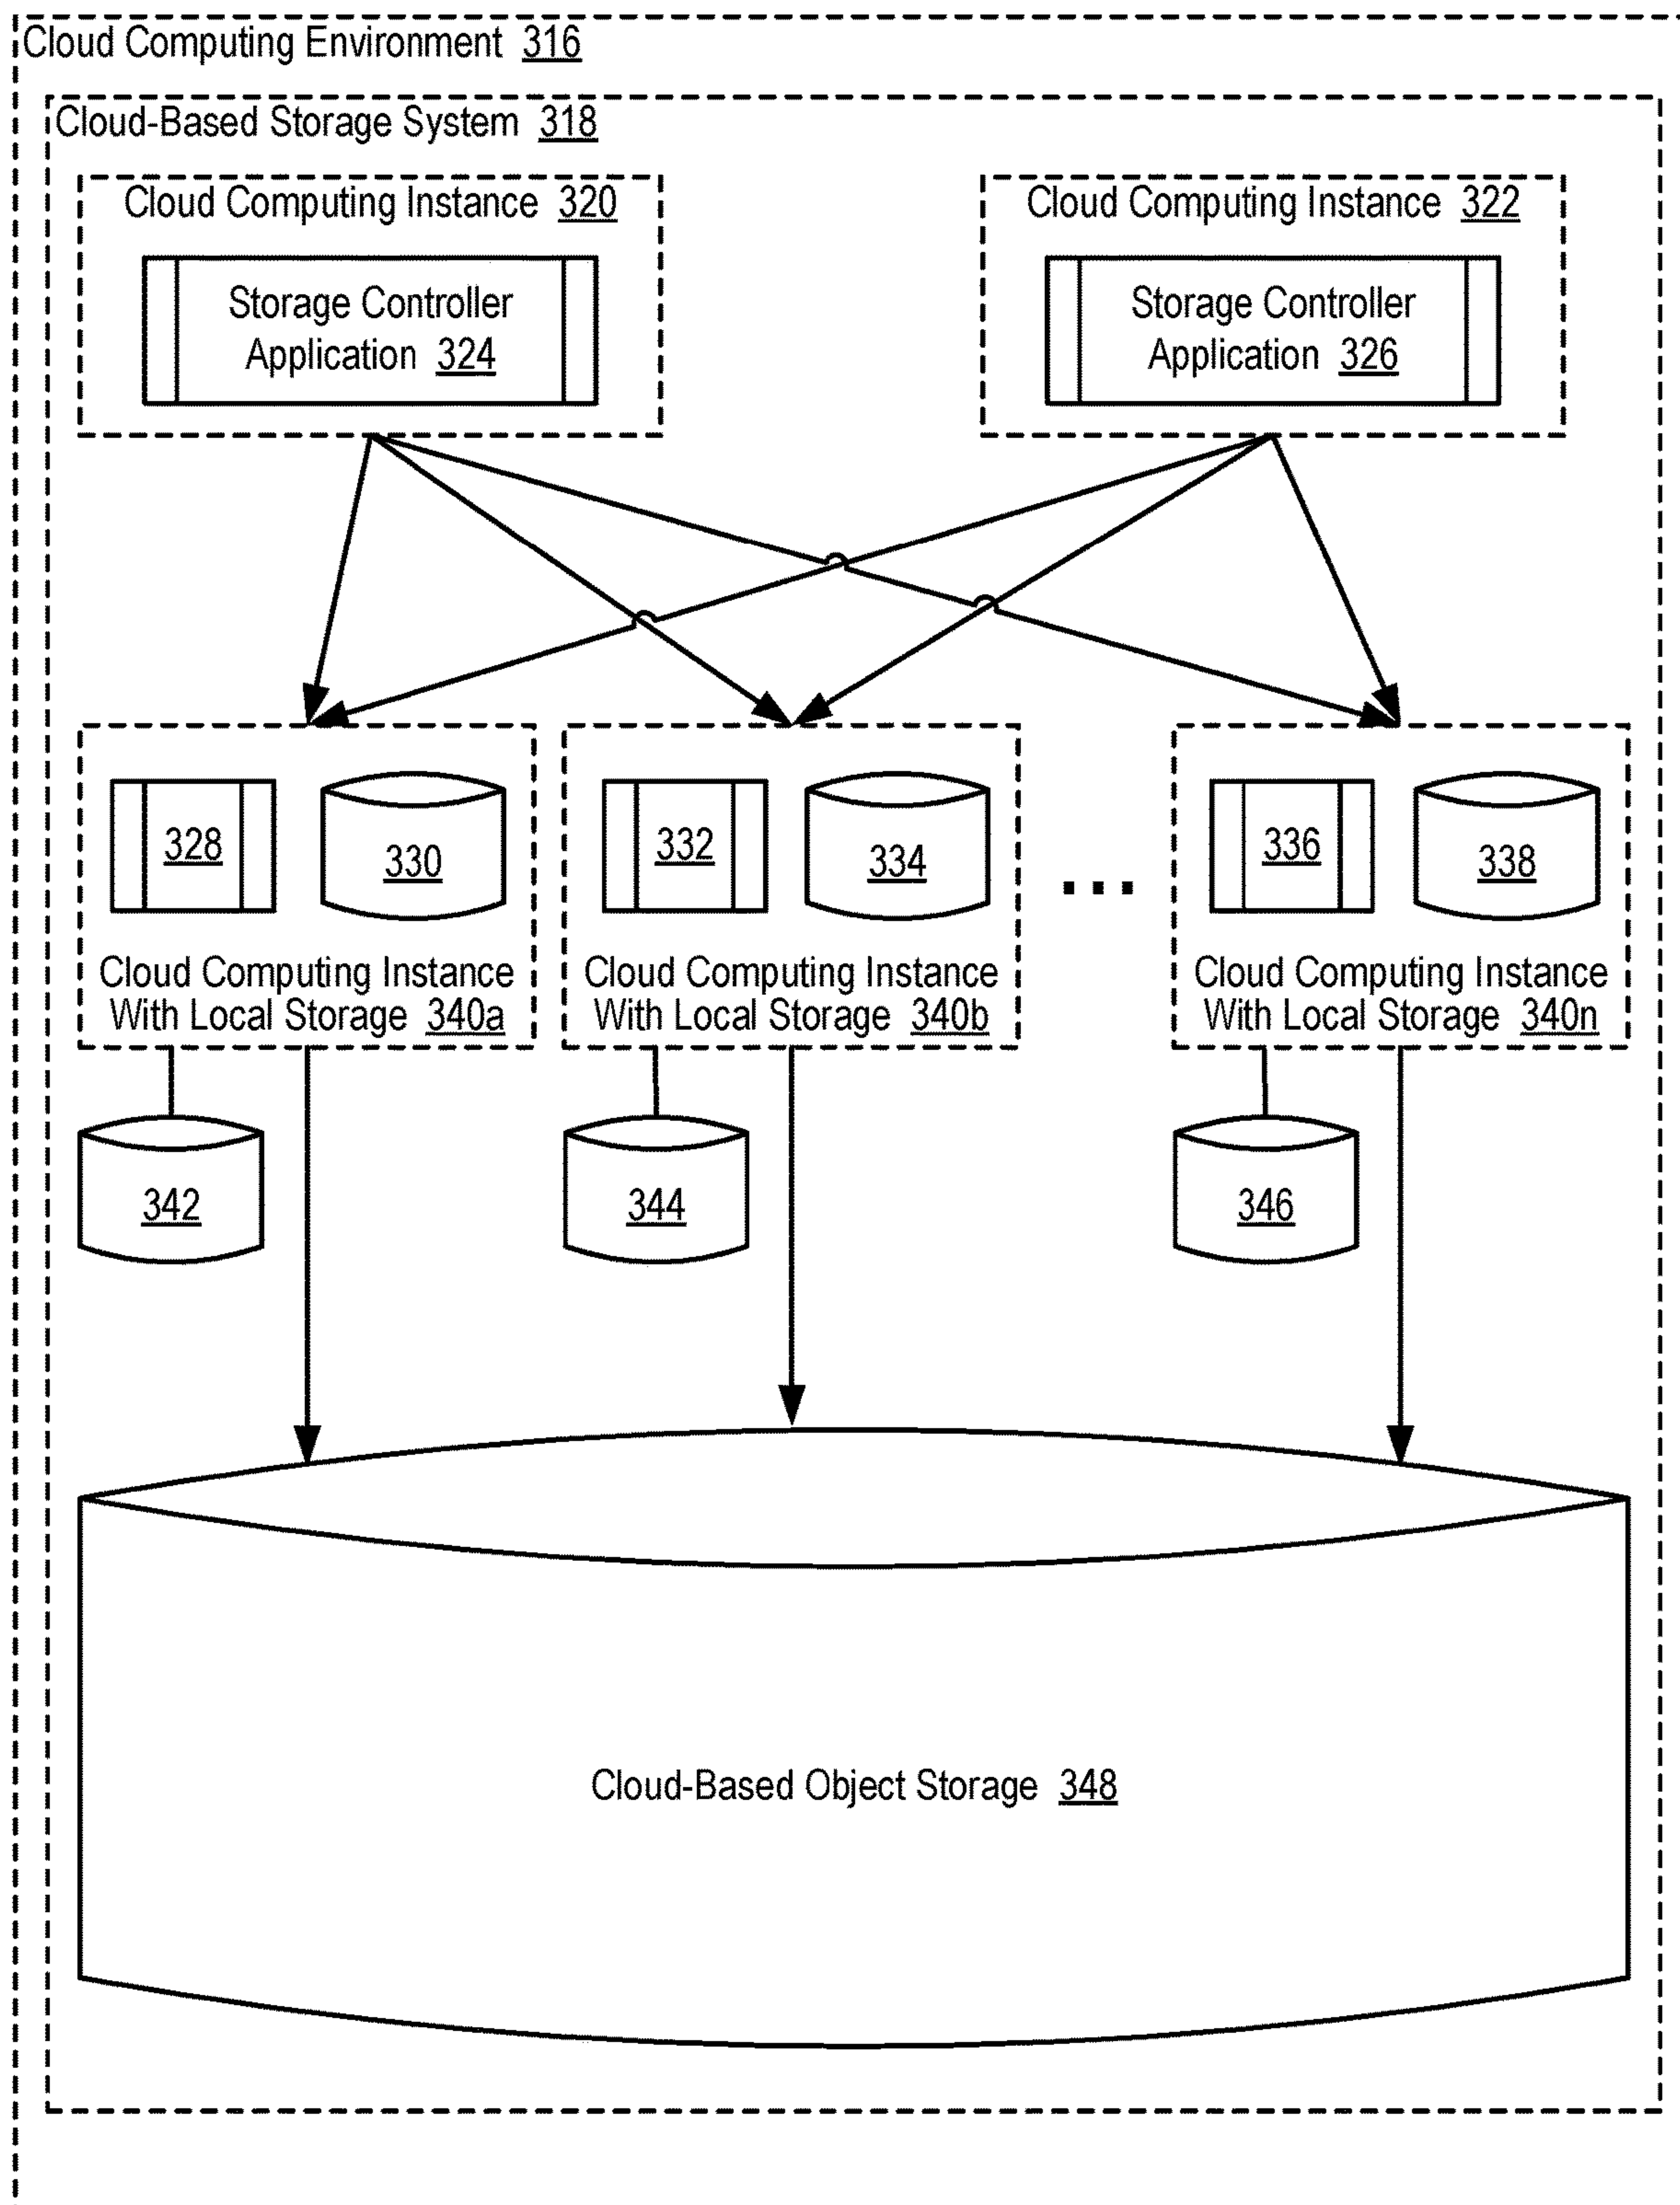 Cloud Computing Environment 316
Cloud-Based Storage System 318
Cloud Computing Instance 320
Storage Controller
Application 324
Cloud Computing Instance 322
Storage Controller
Application 326
328
330
Cloud Computing Instance
With Local Storage 340a
332
334
Cloud Computing Instance
With Local Storage 340b
...
336
338
Cloud Computing Instance
With Local Storage 340n
342
344
346
Cloud-Based Object Storage 348